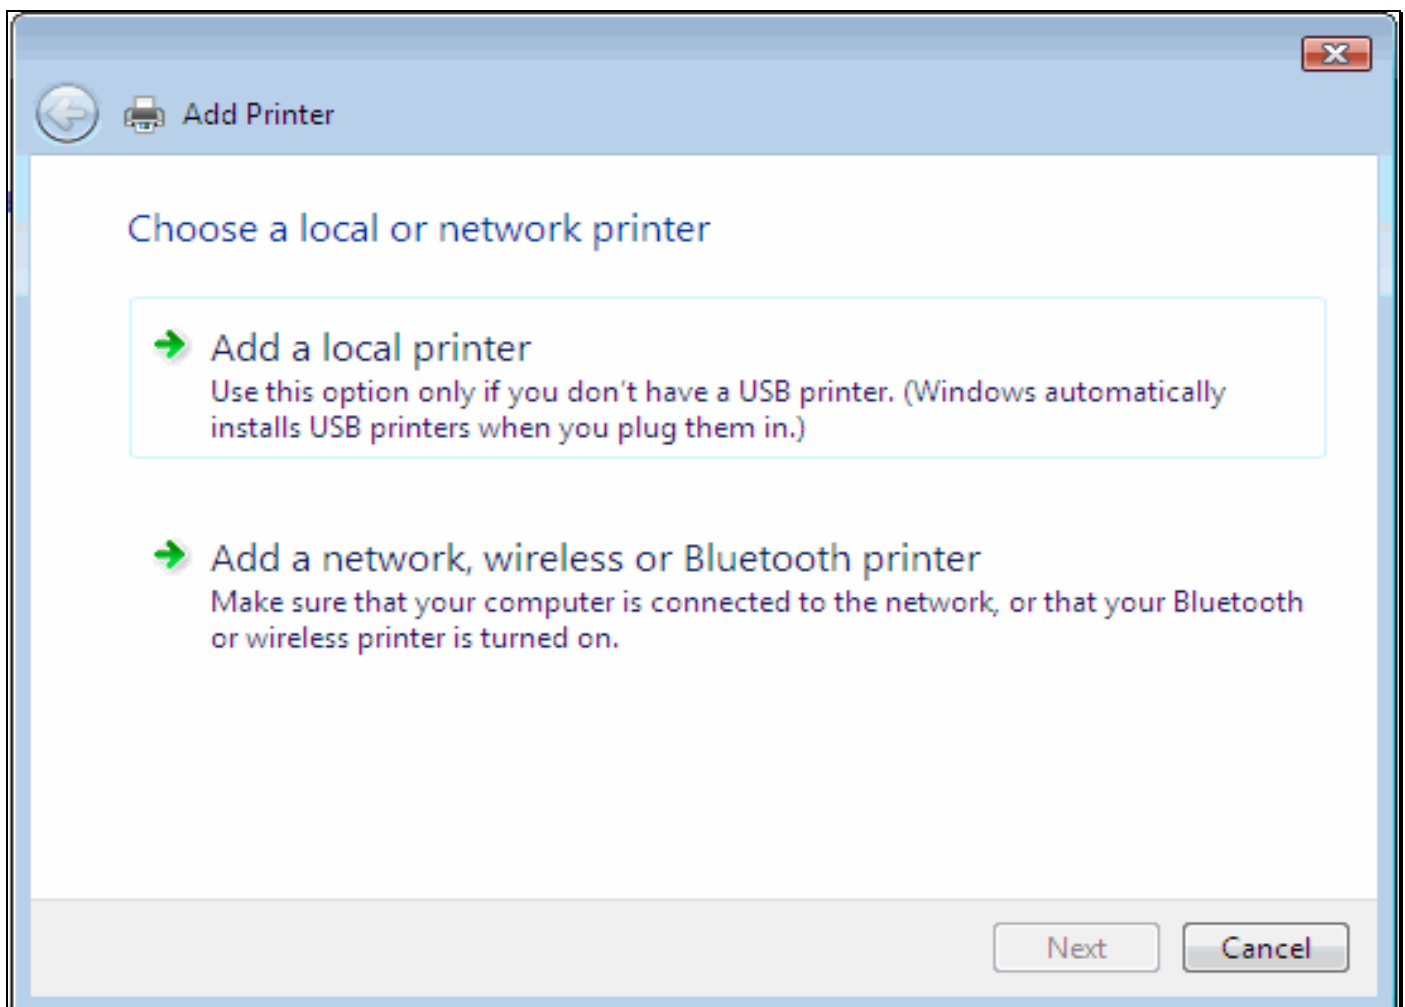 Add Printer
Choose a local or network printer
Add a local printer
Use this option only if you don't have a USB printer. (Windows automatically
installs USB printers when you plug them in.)
Add a network, wireless or Bluetooth printer
Make sure that your computer is connected to the network, or that your Bluetooth
or wireless printer is turned on.
Next Cancel